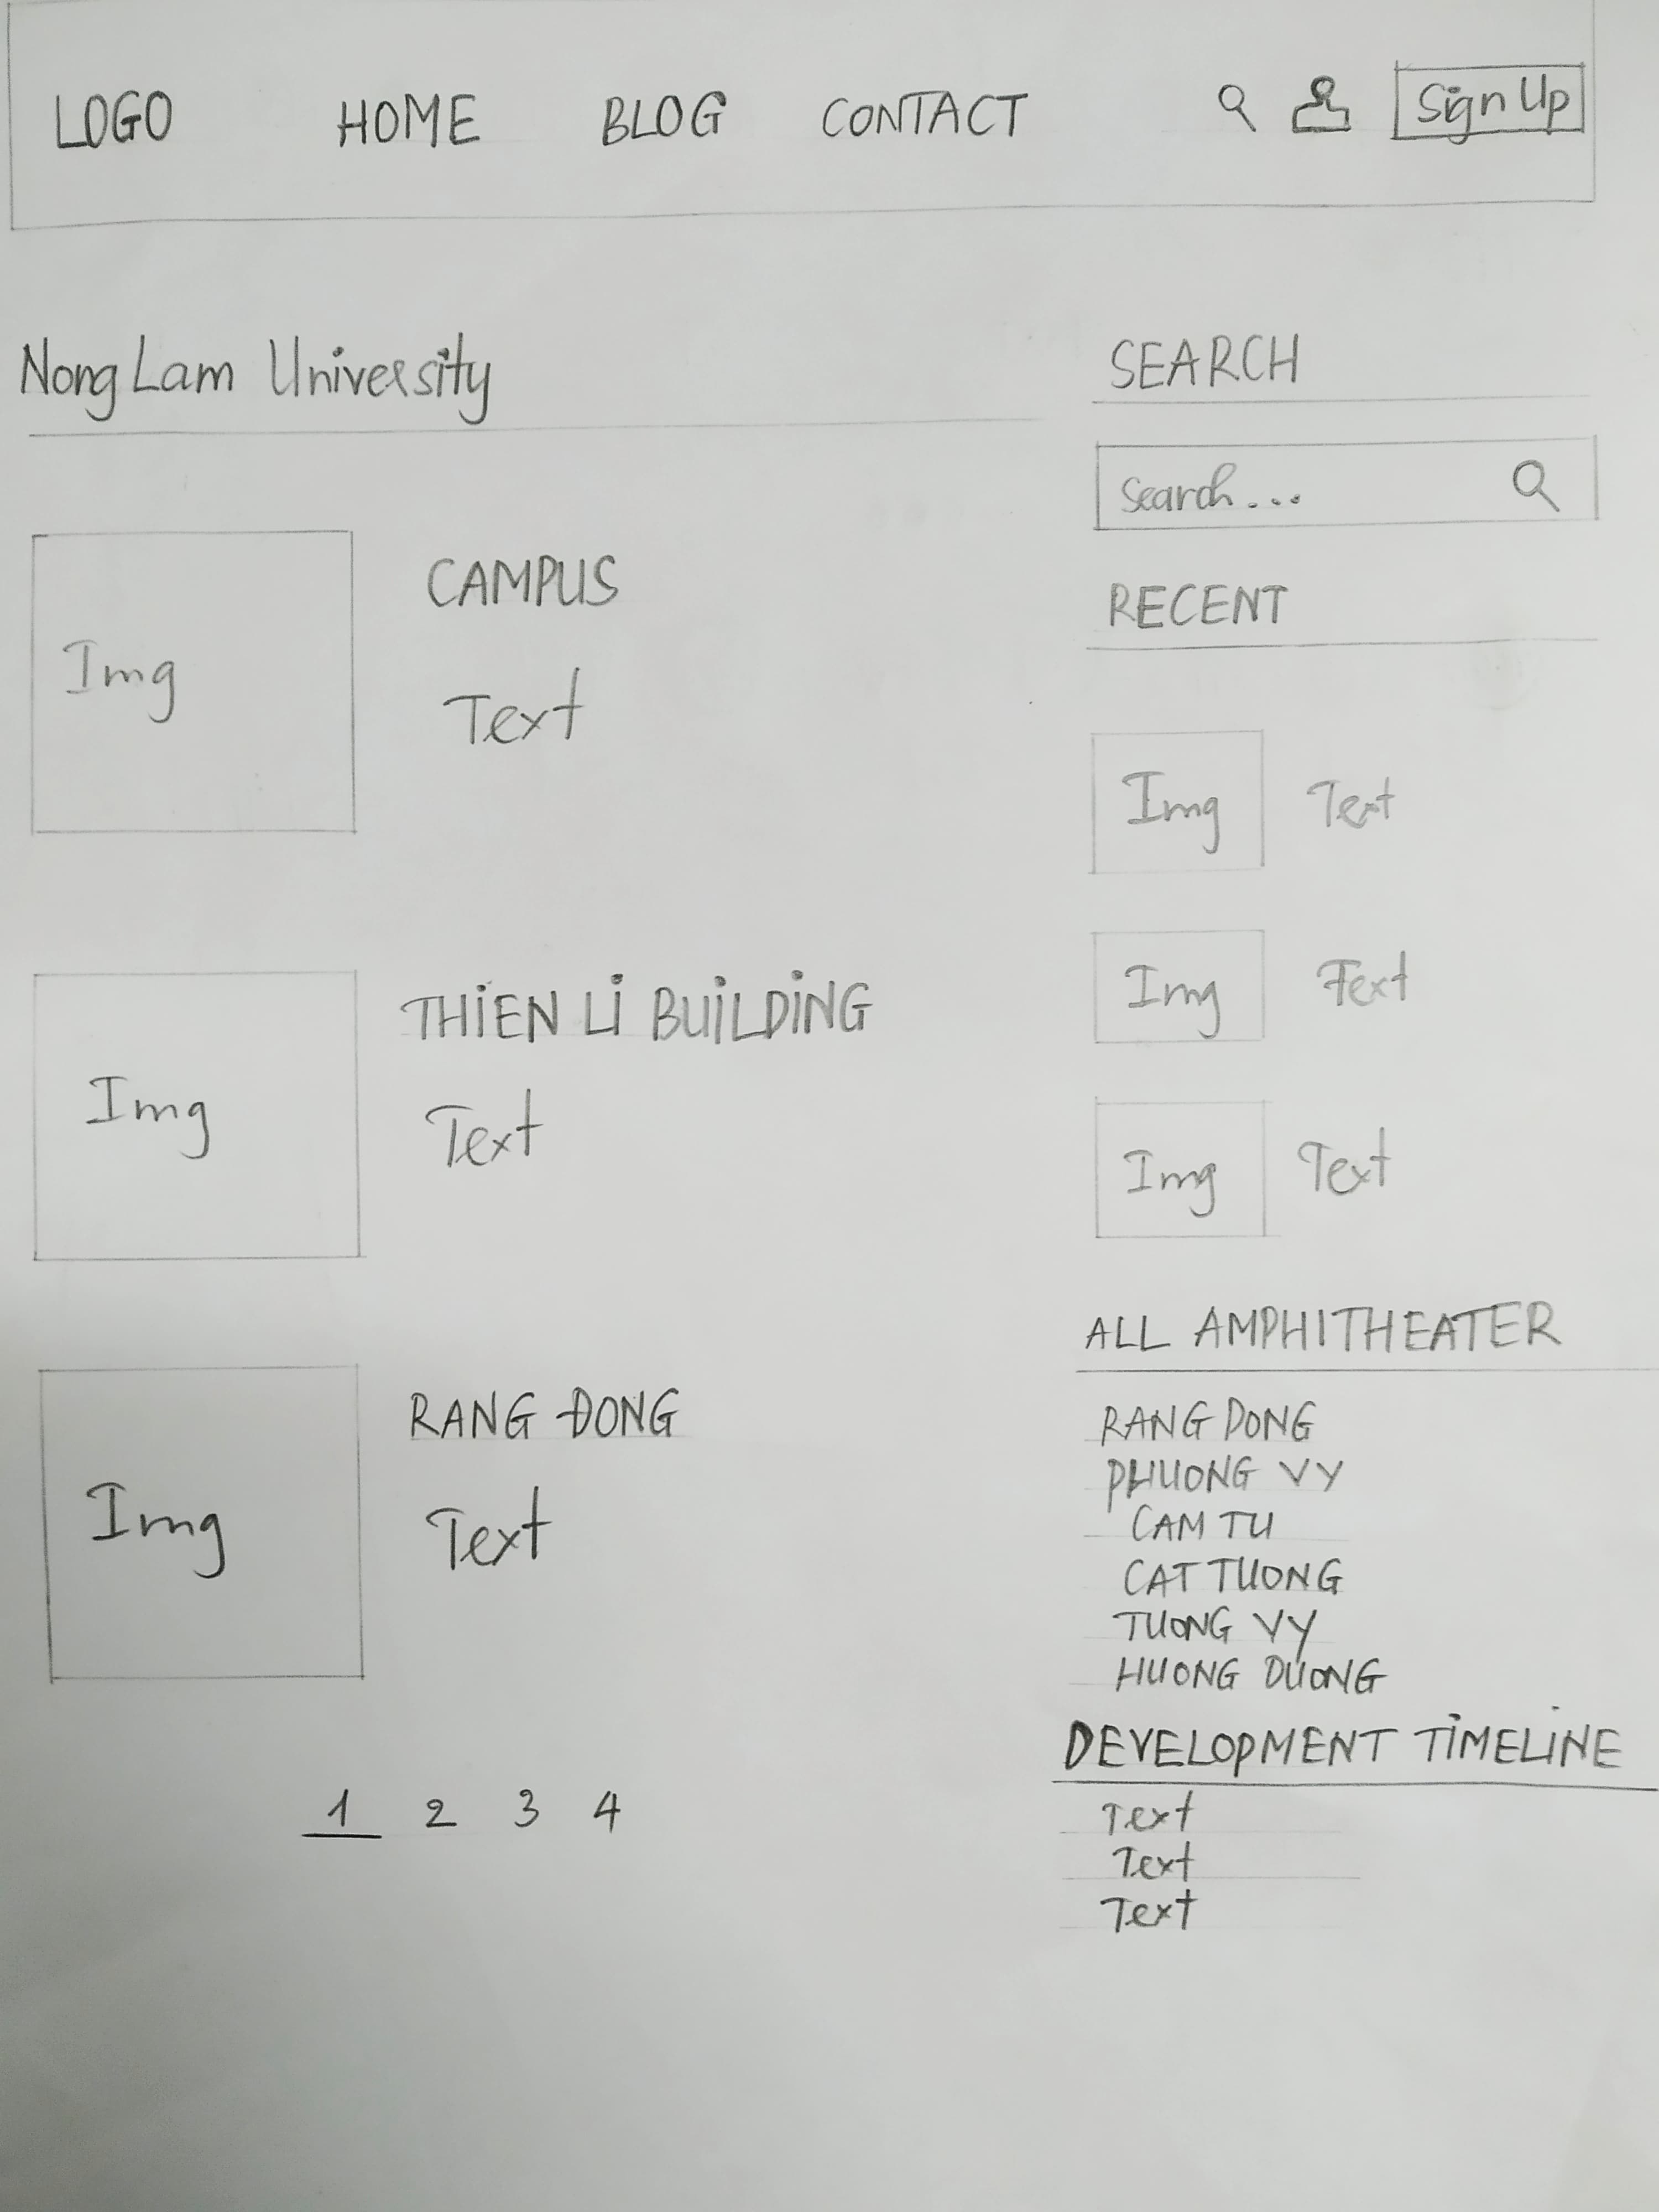 LOGO HOME BLOG CONTACT Sign Up
Nong Lam University
CAMPUS
Img
Text
THiEN Li BUiLDiNG
Img
Text
RANG ĐONG
Img
Text
1 2 3 4
SEARCH
Search...
RECENT
Img Text
Img Text
Img Text
ALL AMPHITHEATER
RANG DONG
PHUONG VY
CAM TU
CAT TUONG
TUONG VY
HUONG DUONG
DEVELOPMENT TiMELiNE
Text
Text
Text